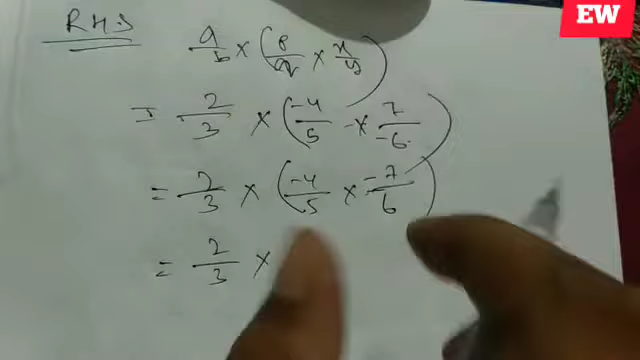 EW
RHS
a/b × (p/q × x/y)
= 2/3 × (-4/5 × 7/-6)
= 2/3 × (-4/5 × -7/6)
= 2/3 ×